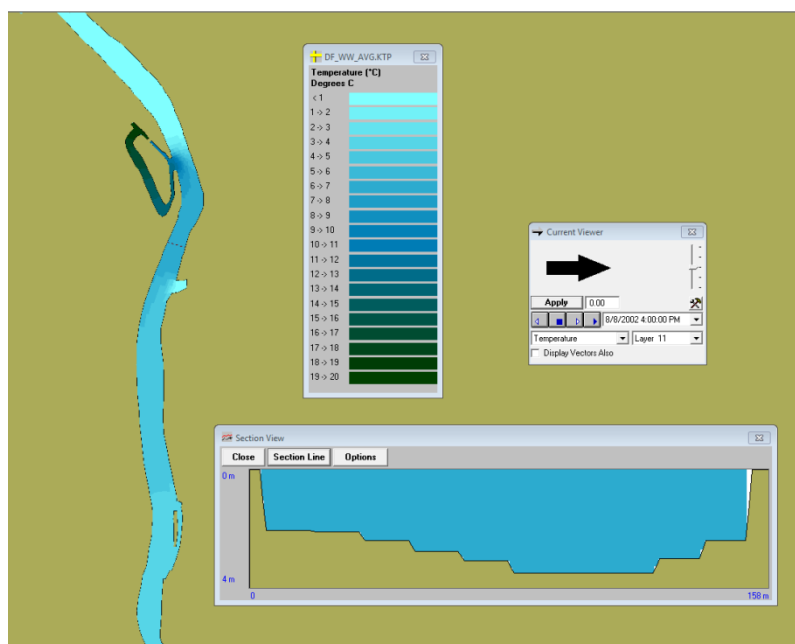 DF_WW_AVG.KTP
Temperature (°C)
Degrees C
< 1
1 -> 2
2 -> 3
3 -> 4
4 -> 5
5 -> 6
6 -> 7
7 -> 8
8 -> 9
9 -> 10
10 -> 11
11 -> 12
12 -> 13
13 -> 14
14 -> 15
15 -> 16
16 -> 17
17 -> 18
18 -> 19
19 -> 20
Current Viewer
Apply 0.00
8/8/2002 4:00:00 PM
Temperature Layer 11
Display Vectors Also
Section View
Close Section Line Options
0 m
4 m
0 158 m